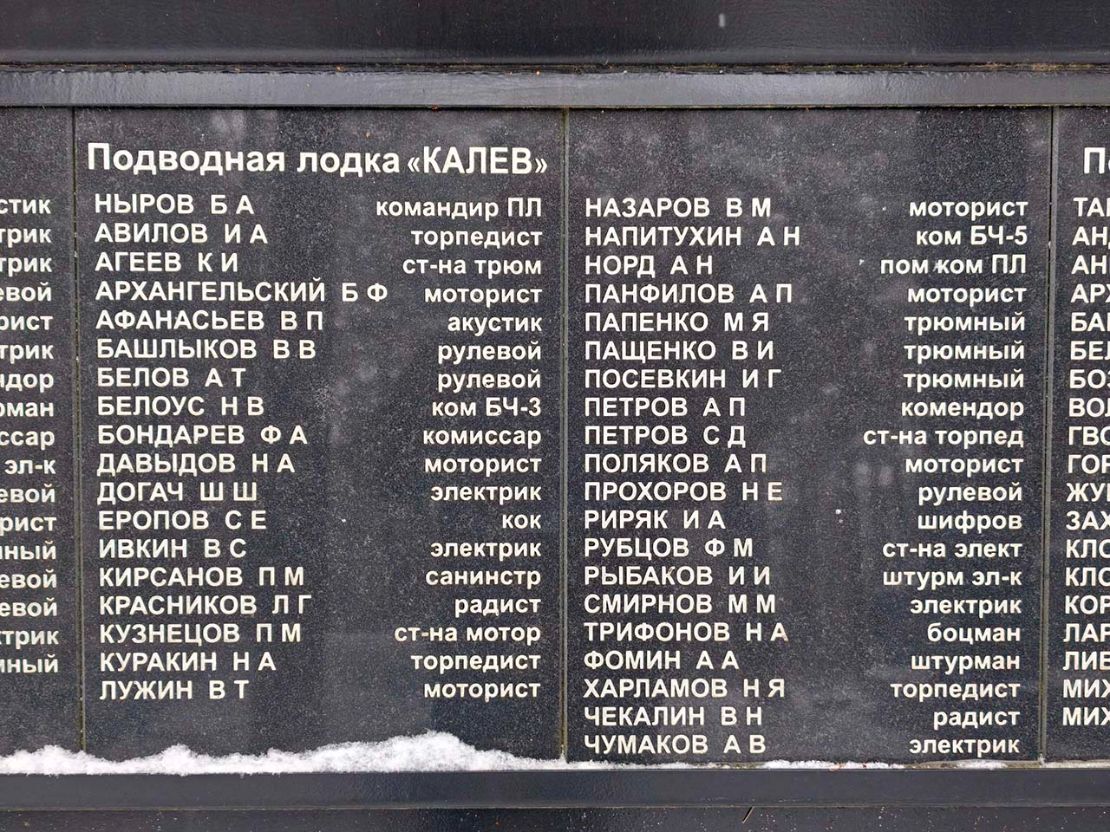 Подводная лодка «КАЛЕВ»
НЫРОВ Б А командир ПЛ
АВИЛОВ И А торпедист
АГЕЕВ К И ст-на трюм
АРХАНГЕЛЬСКИЙ Б Ф моторист
АФАНАСЬЕВ В П акустик
БАШЛЫКОВ В В рулевой
БЕЛОВ А Т рулевой
БЕЛОУС Н В ком БЧ-3
БОНДАРЕВ Ф А комиссар
ДАВЫДОВ Н А моторист
ДОГАЧ Ш Ш электрик
ЕРОПОВ С Е кок
ИВКИН В С электрик
КИРСАНОВ П М санинстр
КРАСНИКОВ Л Г радист
КУЗНЕЦОВ П М ст-на мотор
КУРАКИН Н А торпедист
ЛУЖИН В Т моторист
НАЗАРОВ В М моторист
НАПИТУХИН А Н ком БЧ-5
НОРД А Н пом ком ПЛ
ПАНФИЛОВ А П моторист
ПАПЕНКО М Я трюмный
ПАЩЕНКО В И трюмный
ПОСЕВКИН И Г трюмный
ПЕТРОВ А П комендор
ПЕТРОВ С Д ст-на торпед
ПОЛЯКОВ А П моторист
ПРОХОРОВ Н Е рулевой
РИРЯК И А шифров
РУБЦОВ Ф М ст-на элект
РЫБАКОВ И И штурм эл-к
СМИРНОВ М М электрик
ТРИФОНОВ Н А боцман
ФОМИН А А штурман
ХАРЛАМОВ Н Я торпедист
ЧЕКАЛИН В Н радист
ЧУМАКОВ А В электрик